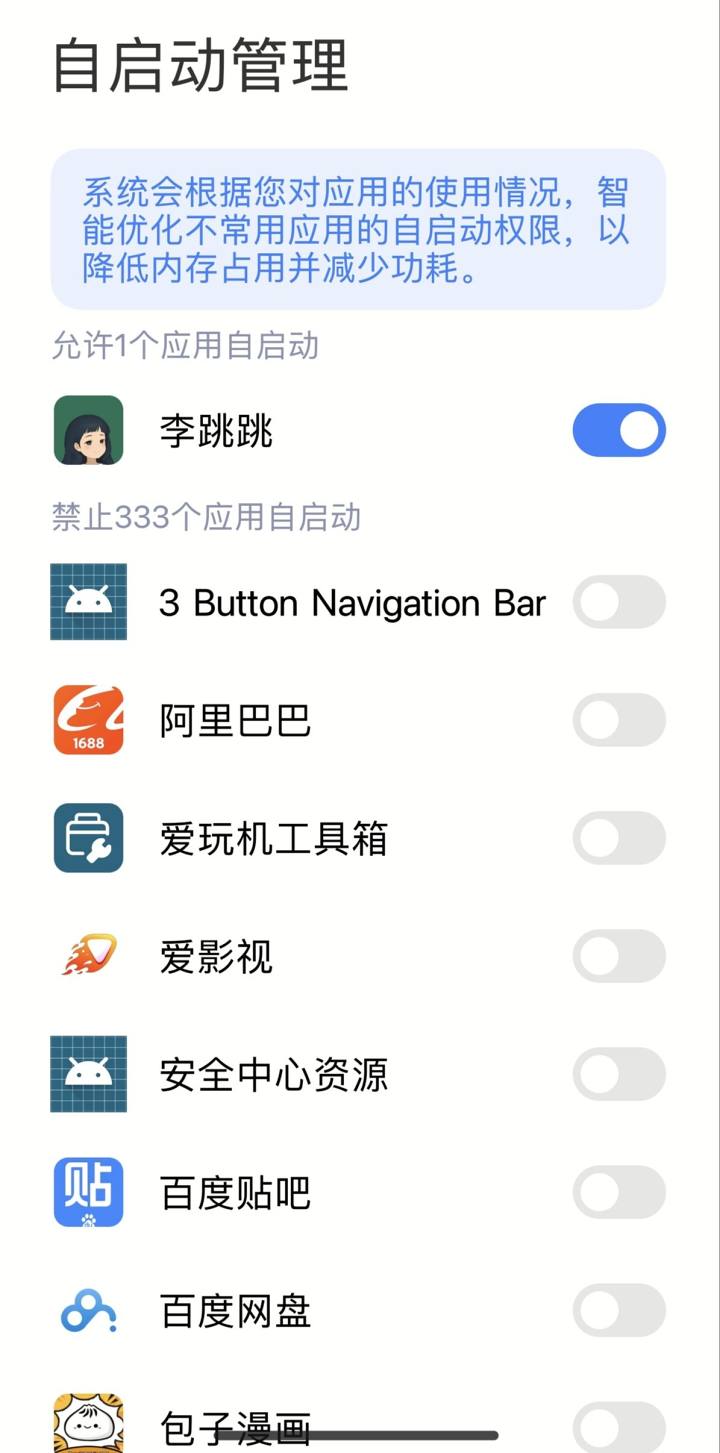 自启动管理
系统会根据您对应用的使用情况，智
能优化不常用应用的自启动权限，以
降低内存占用并减少功耗。
允许1个应用自启动
李跳跳
禁止333个应用自启动
3 Button Navigation Bar
阿里巴巴
1688
爱玩机工具箱
爱影视
安全中心资源
贴
百度贴吧
百度网盘
包子漫画